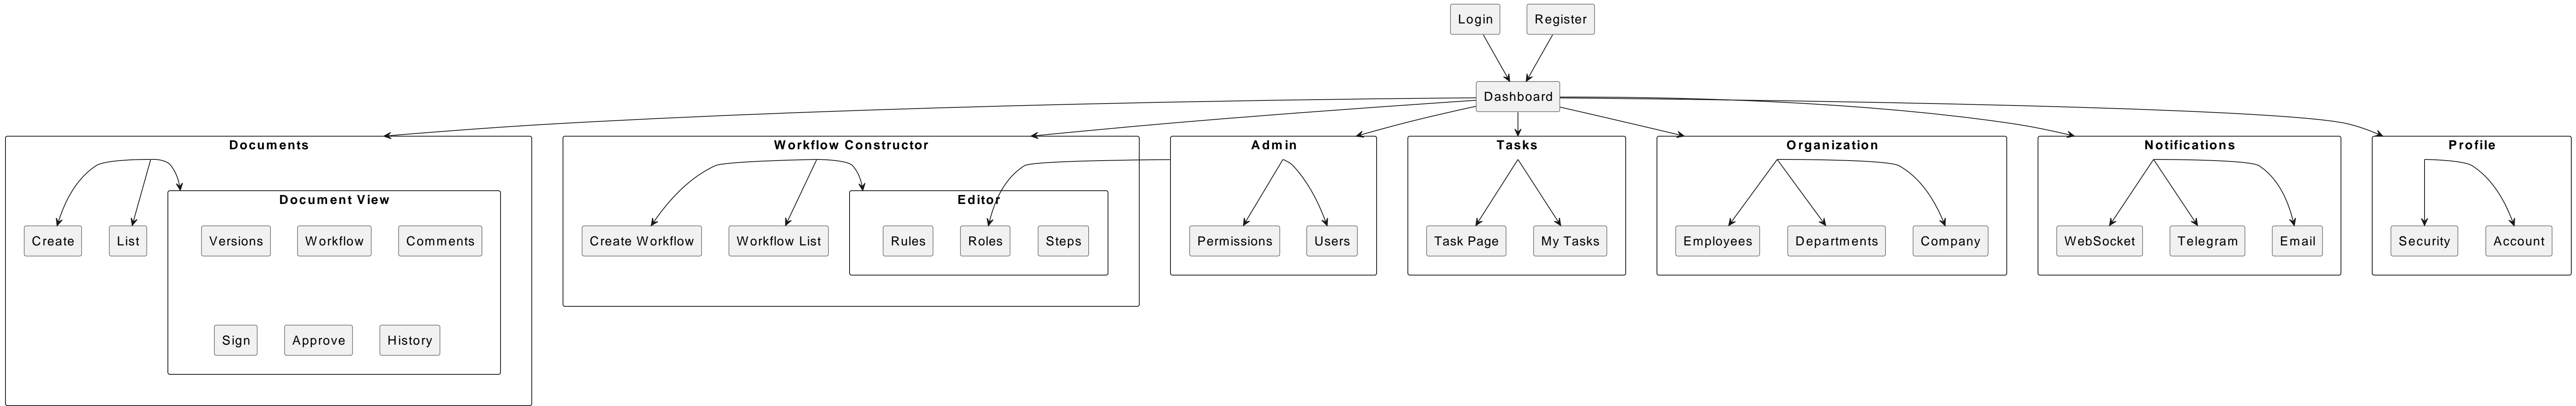 Login
Register
Dashboard
Documents
Workflow Constructor
Admin
Tasks
Organization
Notifications
Profile
Document View
Editor
Create
List
Versions
Workflow
Comments
Create Workflow
Workflow List
Rules
Roles
Steps
Permissions
Users
Task Page
My Tasks
Employees
Departments
Company
WebSocket
Telegram
Email
Security
Account
Sign
Approve
History